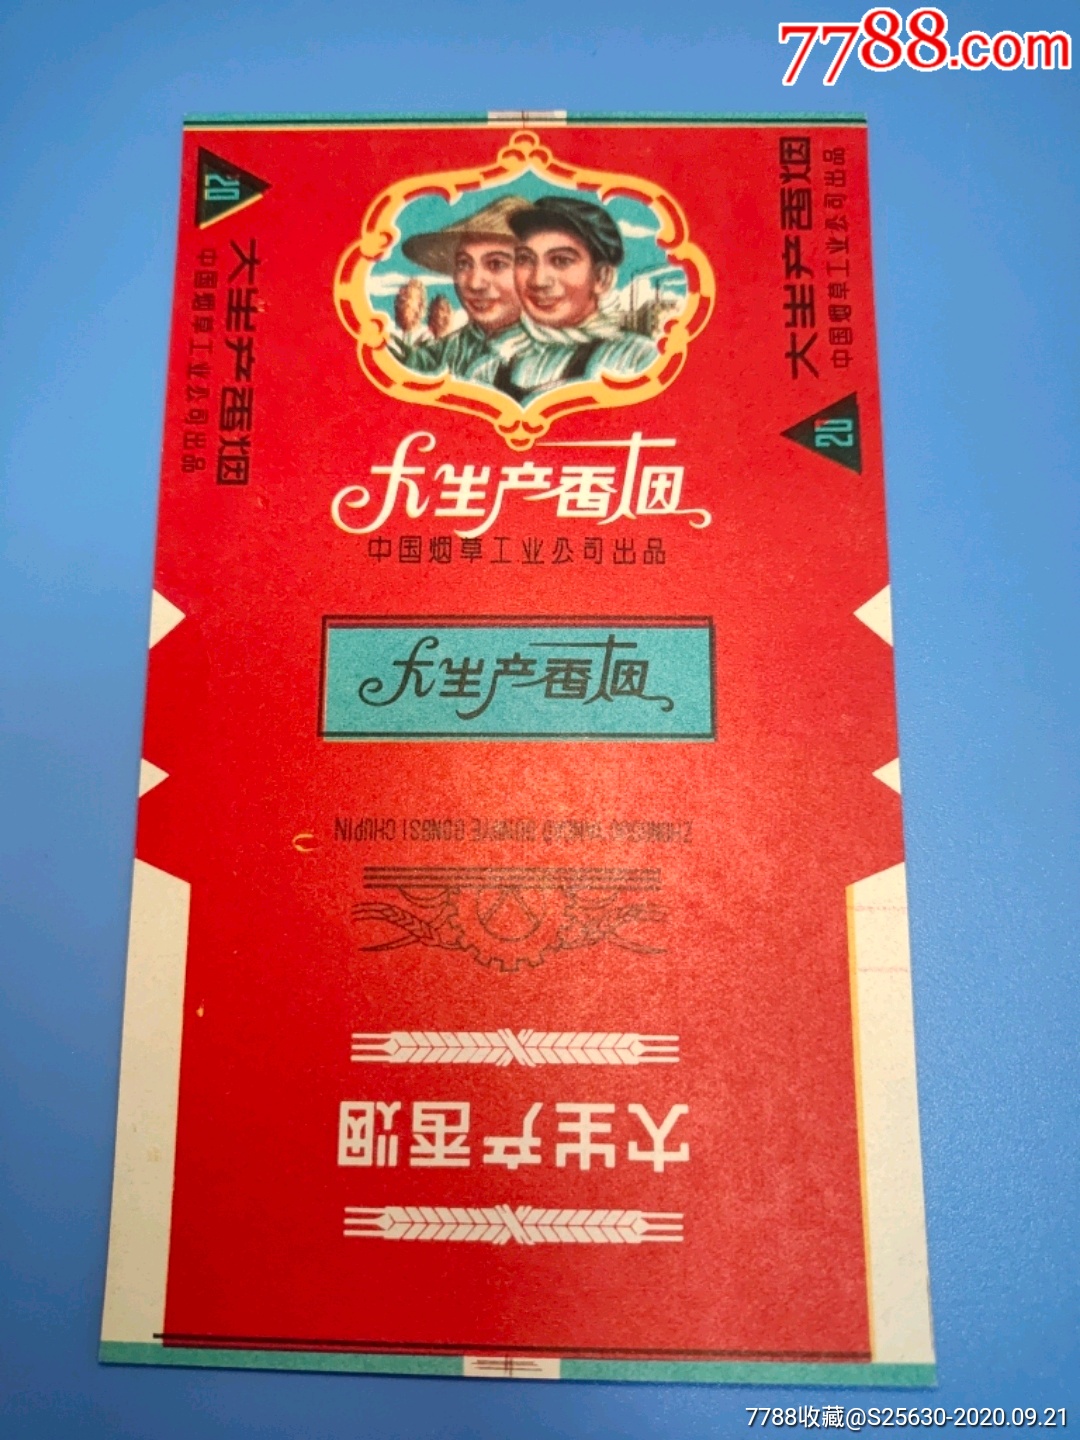 7788.com
20
大生产香烟
中国烟草工业公司出品
大生产香烟
中国烟草工业公司出品
20
大生产香烟
中国烟草工业公司出品
大生产香烟
ZHONGGUO YANCAO GUNGYE GONGSI CHUPIN
大生产香烟
7788收藏@S25630-2020.09.21